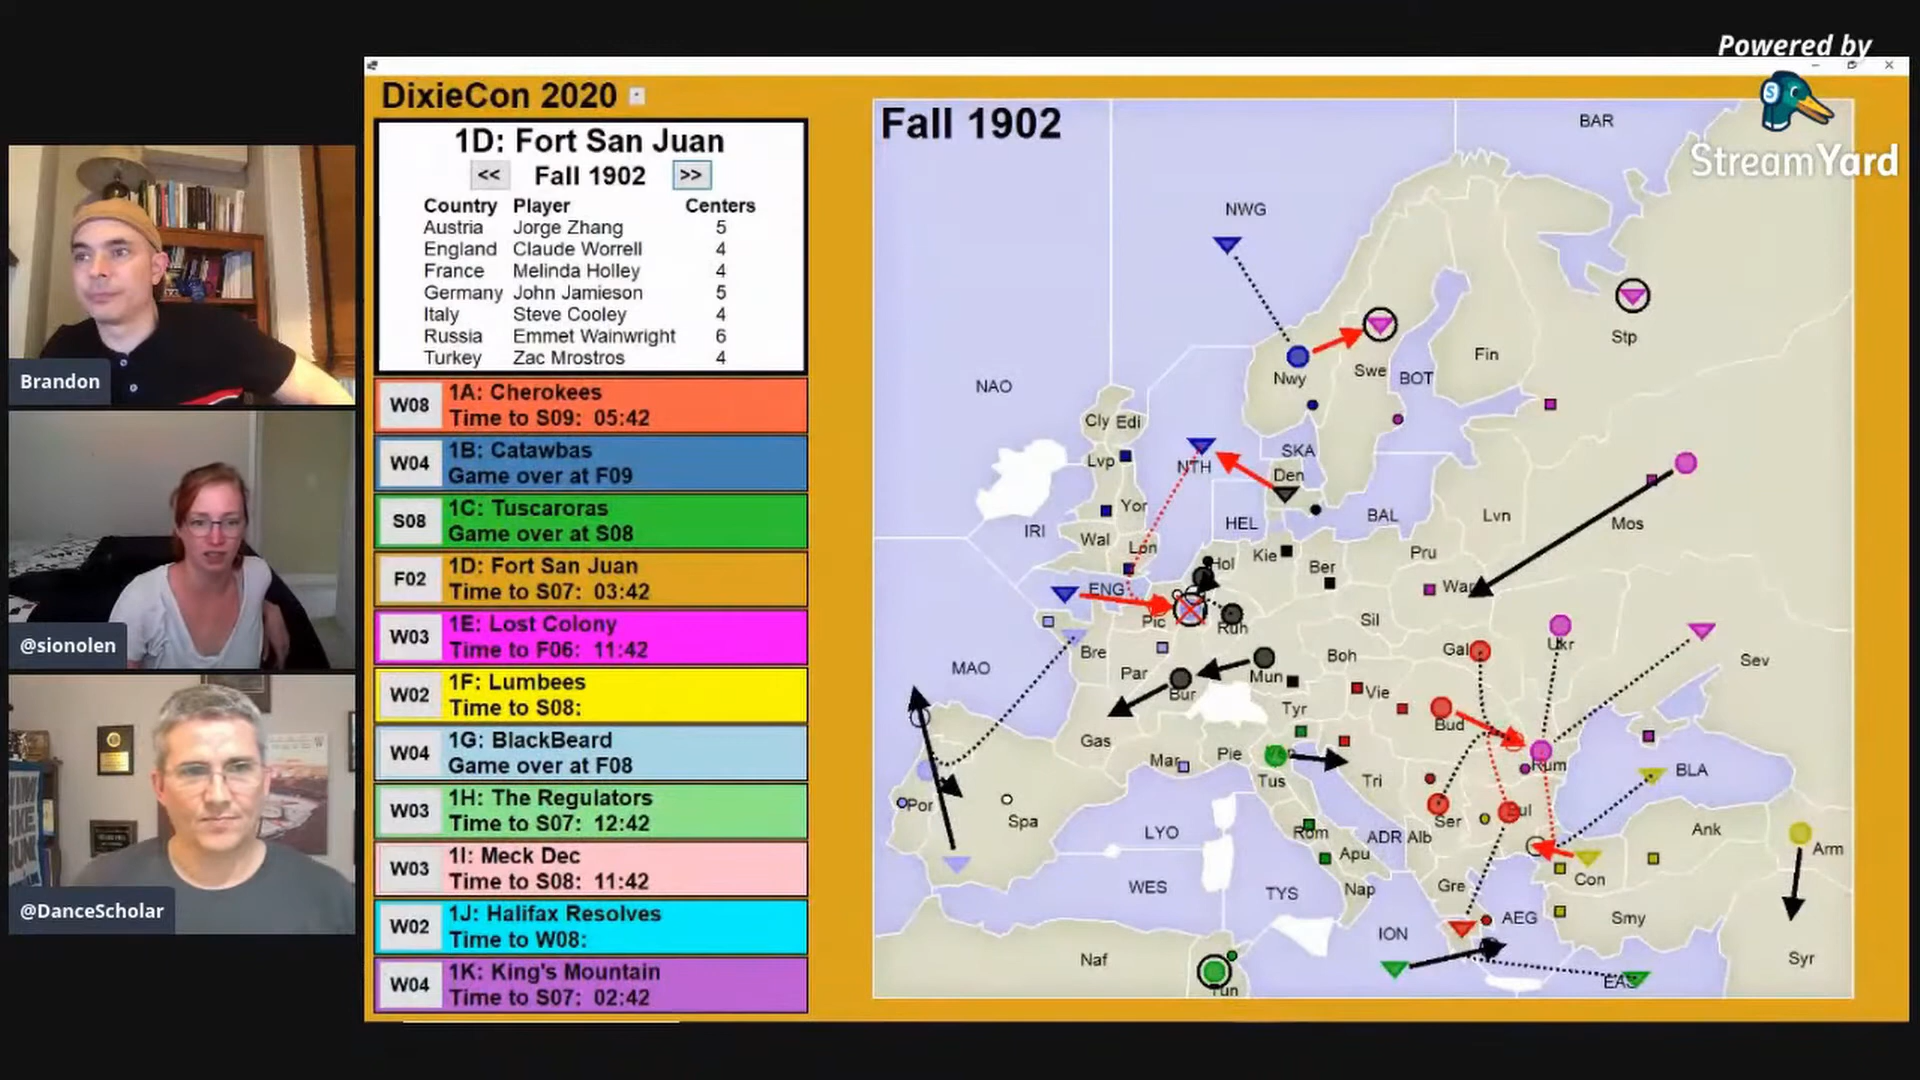 Powered by
StreamYard
DixieCon 2020
1D: Fort San Juan
<< Fall 1902 >>
Country Player Centers
Austria Jorge Zhang 5
England Claude Worrell 4
France Melinda Holley 4
Germany John Jamieson 5
Italy Steve Cooley 4
Russia Emmet Wainwright 6
Turkey Zac Mrostros 4
W08 1A: Cherokees
Time to S09: 05:42
W04 1B: Catawbas
Game over at F09
S08 1C: Tuscaroras
Game over at S08
F02 1D: Fort San Juan
Time to S07: 03:42
W03 1E: Lost Colony
Time to F06: 11:42
W02 1F: Lumbees
Time to S08:
W04 1G: BlackBeard
Game over at F08
W03 1H: The Regulators
Time to S07: 12:42
W03 1I: Meck Dec
Time to S08: 11:42
W02 1J: Halifax Resolves
Time to W08:
W04 1K: King's Mountain
Time to S07: 02:42
Brandon
@sionolen
@DanceScholar
Fall 1902
BAR
NWG
Stp
Fin
Swe
Nwy
BOT
NAO
Cly Edi
SKA
Lvp
NTH
Den
Yor
Mos
IRI
HEL
BAL
Lvn
Wal
Lon
Hol
Kie
Ber
Pru
War
ENG
Pic
Ruh
Sil
Gal
Ukr
Bre
MAO
Par
Mun
Boh
Sev
Bur
Vie
Tyr
Bud
Gas
Mar
Pie
Ven
Rum
BLA
Tus
Tri
Por
Spa
Ser
Bul
LYO
Rom
ADR Alb
Ank
Arm
Apu
Con
WES
TYS
Nap
Gre
AEG
Smy
ION
Naf
Syr
Tun
EAS